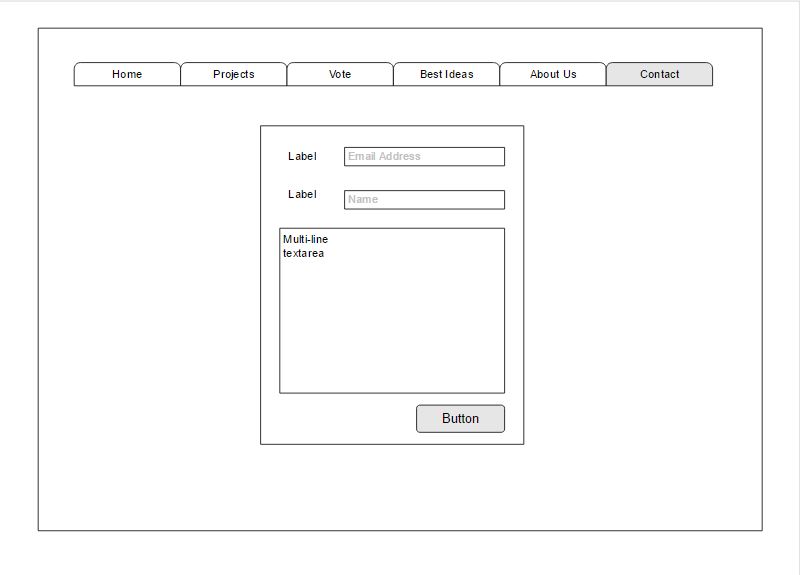 Home Projects Vote Best Ideas About Us Contact
Label Email Address
Label Name
Multi-line
textarea
Button